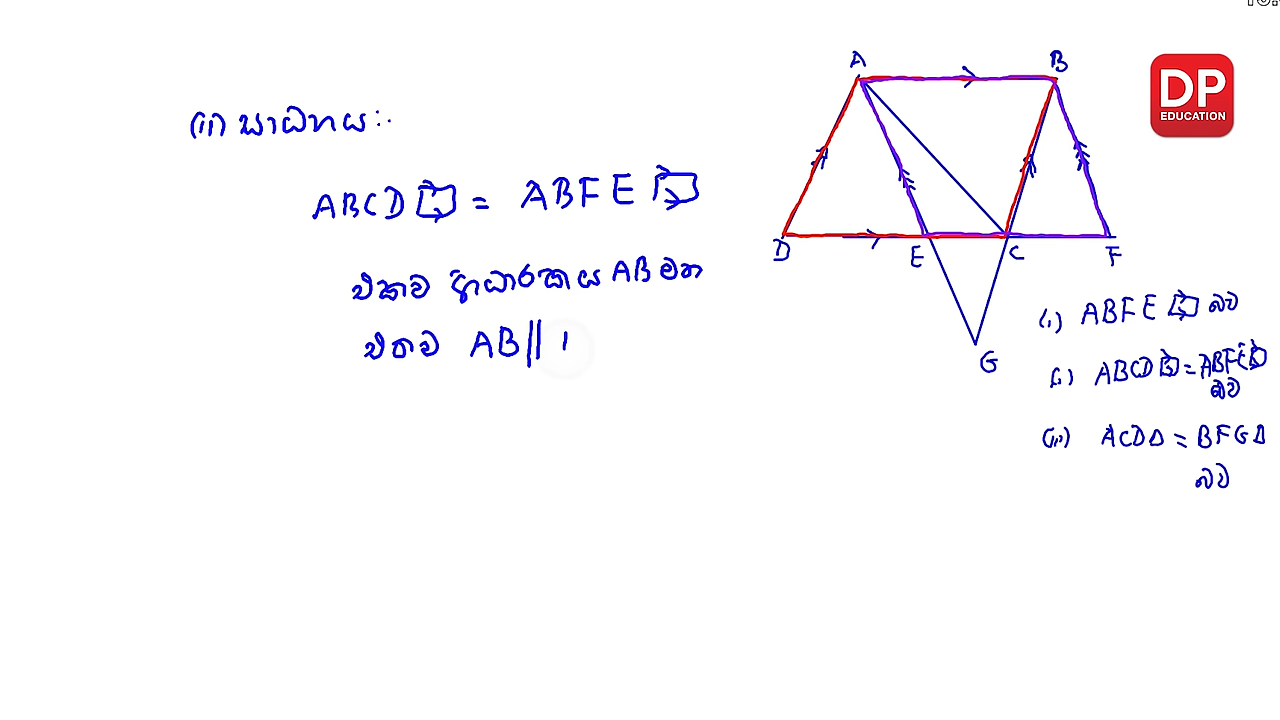 (ii) සාධනය:-
ABCD ▱ = ABFE ▱
එකම ආධාරකය AB මත
එකම AB //
A
B
D
E
C
F
G
DP
EDUCATION
(i) ABFE ▱ බව
(ii) ABCD ▱ = ABFE ▱
බව
(iii) ACD Δ = BFG Δ
බව